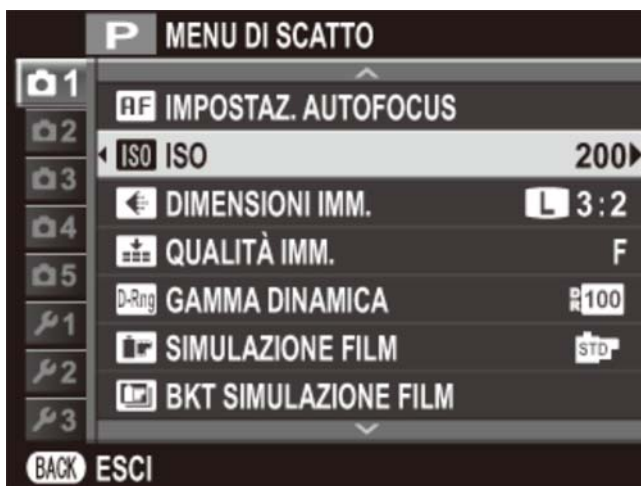 P MENU DI SCATTO
1
AF IMPOSTAZ. AUTOFOCUS
2
ISO ISO 200
3
DIMENSIONI IMM. L 3:2
4
QUALITÀ IMM. F
5
D-Rng GAMMA DINAMICA DR100
1
SIMULAZIONE FILM STD
2
BKT SIMULAZIONE FILM
3
BACK ESCI